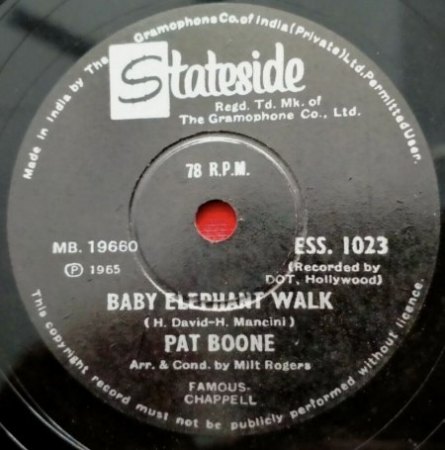 Made in India by The Gramophone Co. of India (Private) Ltd. Permitted User.
Stateside
Regd. Td. Mk. of
The Gramophone Co., Ltd.
78 R.P.M.
MB. 19660
ESS. 1023
Ⓟ 1965
(Recorded by
DOT, Hollywood)
BABY ELEPHANT WALK
(H. David-H. Mancini)
PAT BOONE
Arr. & Cond. by Milt Rogers
FAMOUS-
CHAPPELL
This copyright record must not be publicly performed without licence.